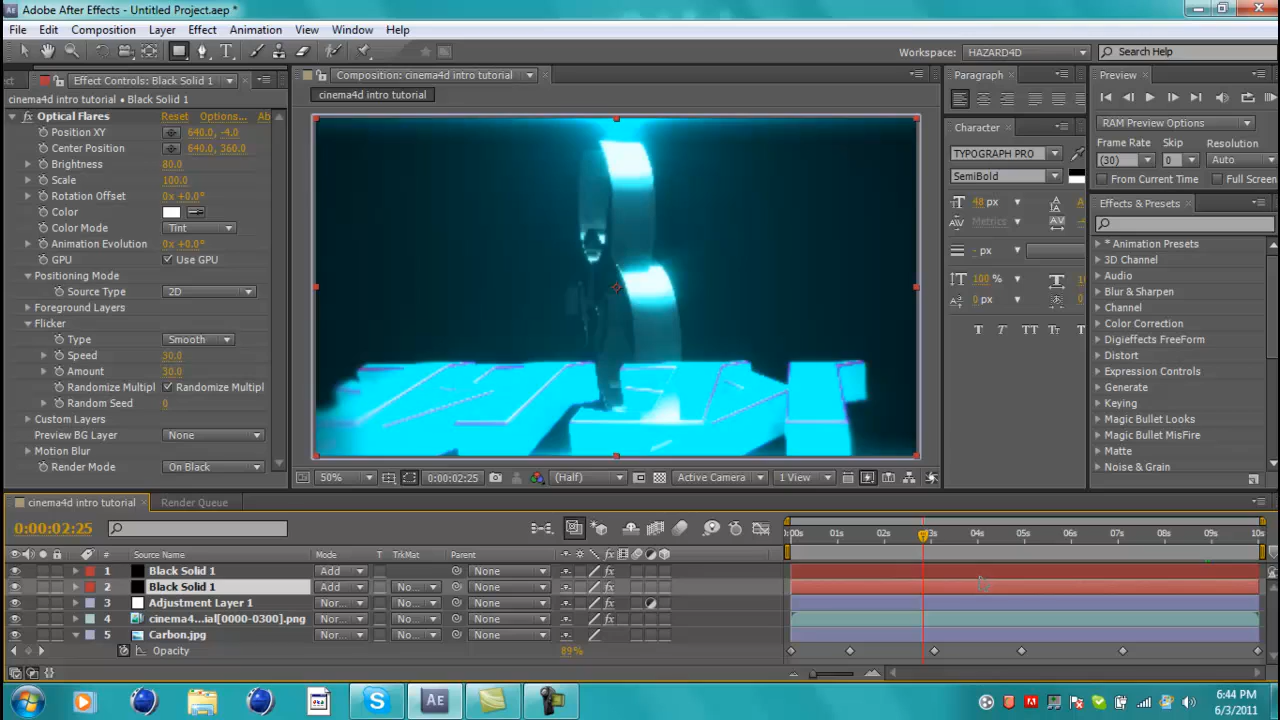 Adobe After Effects - Untitled Project.aep *
File Edit Composition Layer Effect Animation View Window Help
Workspace: HAZARD4D Search Help
Effect Controls: Black Solid 1
Composition: cinema4d intro tutorial
Paragraph
Preview
cinema4d intro tutorial • Black Solid 1
cinema4d intro tutorial
Optical Flares Reset Options... Ab
Position XY 640.0, -4.0
Center Position 640.0, 360.0
Brightness 80.0
Scale 100.0
Rotation Offset 0x +0.0°
Color
Color Mode Tint
Animation Evolution 0x +0.0°
GPU Use GPU
Positioning Mode
Source Type 2D
Foreground Layers
Flicker
Type Smooth
Speed 30.0
Amount 30.0
Randomize Multipl Randomize Multipl
Random Seed 0
Custom Layers
Preview BG Layer None
Motion Blur
Render Mode On Black
50% 0:00:02:25 (Half) Active Camera 1 View
Character
TYPOGRAPH PRO
SemiBold
48 px
Metrics
- px
100 %
0 px
T T TT Tт
RAM Preview Options
Frame Rate Skip Resolution
(30) 0 Auto
From Current Time Full Screen
Effects & Presets
* Animation Presets
3D Channel
Audio
Blur & Sharpen
Channel
Color Correction
Digieffects FreeForm
Distort
Expression Controls
Generate
Keying
Magic Bullet Looks
Magic Bullet MisFire
Matte
Noise & Grain
cinema4d intro tutorial Render Queue
0:00:02:25
:00s 01s 02s 03s 04s 05s 06s 07s 08s 09s 10s
# Source Name Mode T TrkMat Parent
1 Black Solid 1 Add None
2 Black Solid 1 Add No... None
3 Adjustment Layer 1 Nor... No... None
4 cinema4...ial[0000-0300].png Nor... No... None
5 Carbon.jpg Nor... No... None
Opacity 89%
6:44 PM
6/3/2011